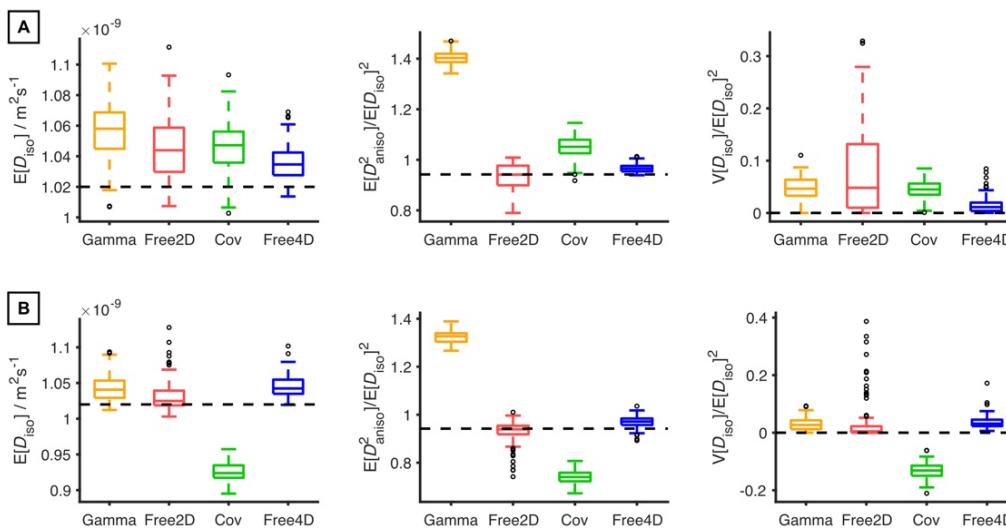 A
× 10⁻⁹
E[D_iso] / m²s⁻¹
1.1
1.08
1.06
1.04
1.02
1
Gamma Free2D Cov Free4D
E[D²_aniso]/E[D_iso]²
1.4
1.2
1
0.8
Gamma Free2D Cov Free4D
V[D_iso]/E[D_iso]²
0.3
0.2
0.1
0
Gamma Free2D Cov Free4D
B
× 10⁻⁹
E[D_iso] / m²s⁻¹
1.1
1.05
1
0.95
0.9
Gamma Free2D Cov Free4D
E[D²_aniso]/E[D_iso]²
1.4
1.2
1
0.8
Gamma Free2D Cov Free4D
V[D_iso]/E[D_iso]²
0.4
0.2
0
-0.2
Gamma Free2D Cov Free4D